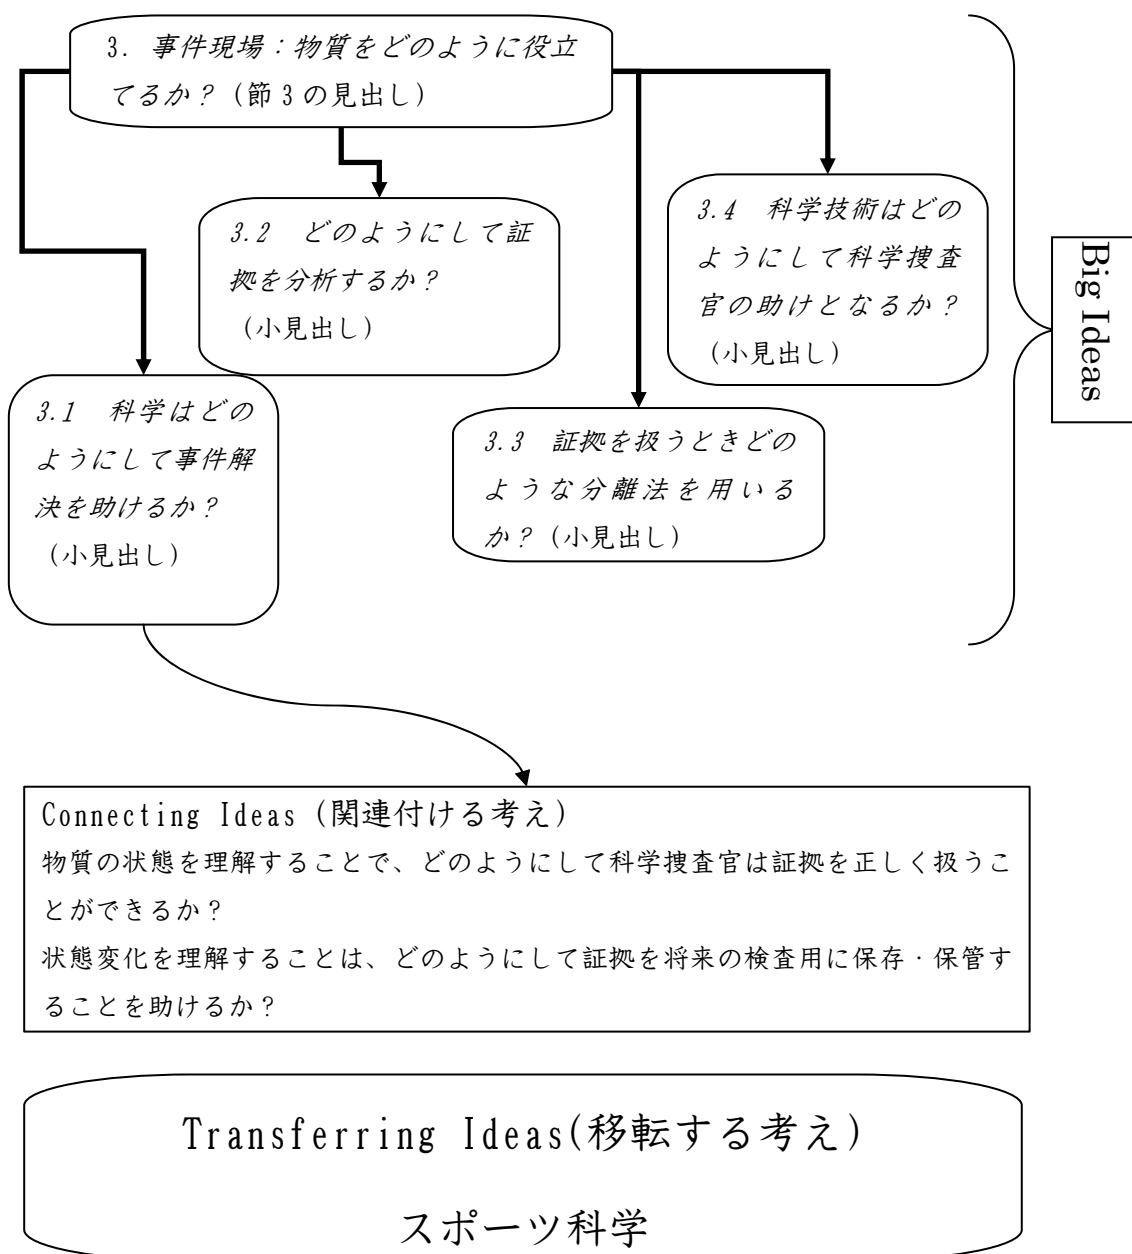 3. 事件現場：物質をどのように役立
てるか？（節3の見出し）
3.2　どのようにして証
拠を分析するか？
（小見出し）
3.4　科学技術はどの
ようにして科学捜査
官の助けとなるか？
（小見出し）
Big Ideas
3.1　科学はどの
ようにして事件解
決を助けるか？
（小見出し）
3.3　証拠を扱うときどの
ような分離法を用いる
か？（小見出し）
Connecting Ideas（関連付ける考え）
物質の状態を理解することで、どのようにして科学捜査官は証拠を正しく扱うこ
とができるか？
状態変化を理解することは、どのようにして証拠を将来の検査用に保存・保管す
ることを助けるか？
Transferring Ideas(移転する考え)
スポーツ科学